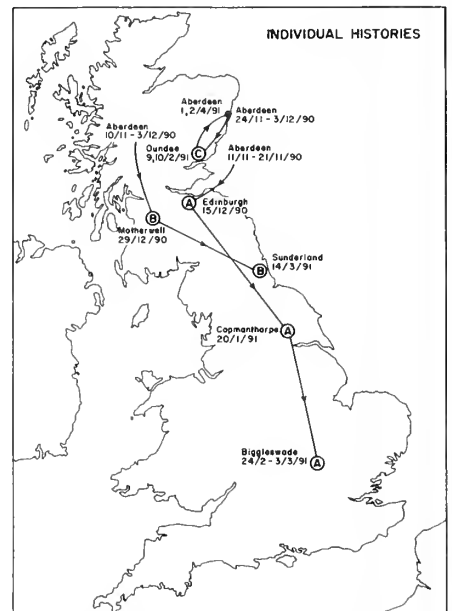 INDIVIDUAL HISTORIES
Aberdeen
1,2/4/91
Aberdeen
24/11 - 3/12/90
Aberdeen
10/11 - 3/12/90
Dundee
9,10/2/91
C
Aberdeen
11/11 - 21/11/90
A
Edinburgh
15/12/90
B
Motherwell
29/12/90
Sunderland
14/3/91
B
Copmanthorpe
20/1/91
A
Biggleswade
24/2 - 3/3/91
A